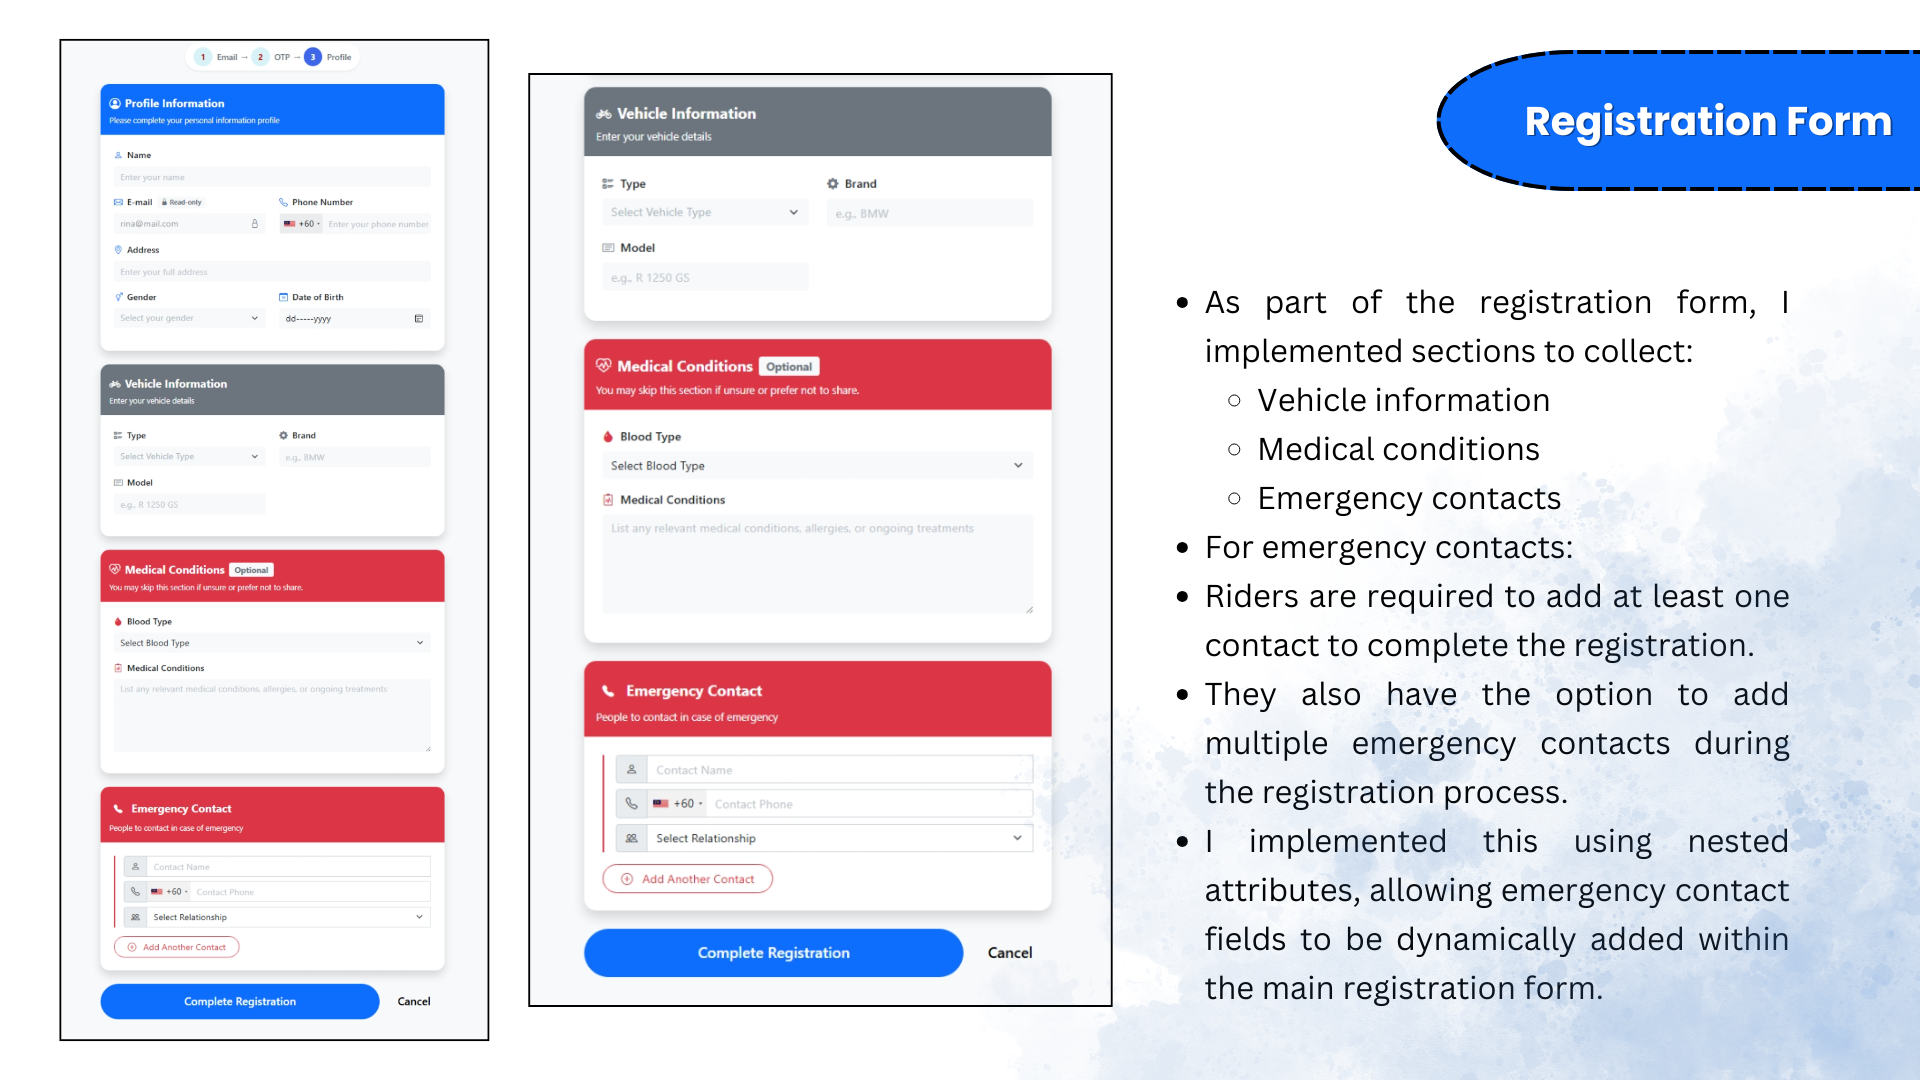 1 Email → 2 OTP → 3 Profile
Profile Information
Please complete your personal information profile
Name
Enter your name
E-mail Read-only Phone Number
rina@mail.com +60 Enter your phone number
Address
Enter your full address
Gender Date of Birth
Select your gender dd-----yyyy
Vehicle Information
Enter your vehicle details
Type Brand
Select Vehicle Type e.g., BMW
Model
e.g., R 1250 GS
Medical Conditions Optional
You may skip this section if unsure or prefer not to share.
Blood Type
Select Blood Type
Medical Conditions
List any relevant medical conditions, allergies, or ongoing treatments
Emergency Contact
People to contact in case of emergency
Contact Name
+60 Contact Phone
Select Relationship
Add Another Contact
Complete Registration Cancel
Vehicle Information
Enter your vehicle details
Type Brand
Select Vehicle Type e.g., BMW
Model
e.g., R 1250 GS
Medical Conditions Optional
You may skip this section if unsure or prefer not to share.
Blood Type
Select Blood Type
Medical Conditions
List any relevant medical conditions, allergies, or ongoing treatments
Emergency Contact
People to contact in case of emergency
Contact Name
+60 Contact Phone
Select Relationship
Add Another Contact
Complete Registration Cancel
Registration Form
• As part of the registration form, I
implemented sections to collect:
○ Vehicle information
○ Medical conditions
○ Emergency contacts
• For emergency contacts:
• Riders are required to add at least one
contact to complete the registration.
• They also have the option to add
multiple emergency contacts during
the registration process.
• I implemented this using nested
attributes, allowing emergency contact
fields to be dynamically added within
the main registration form.